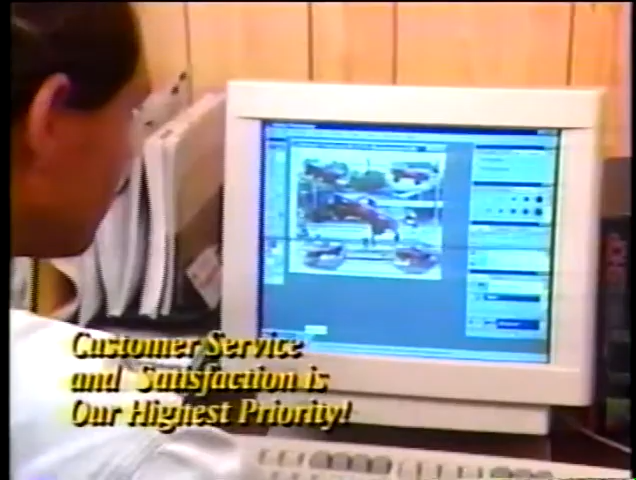 Customer Service
and Satisfaction is
Our Highest Priority!